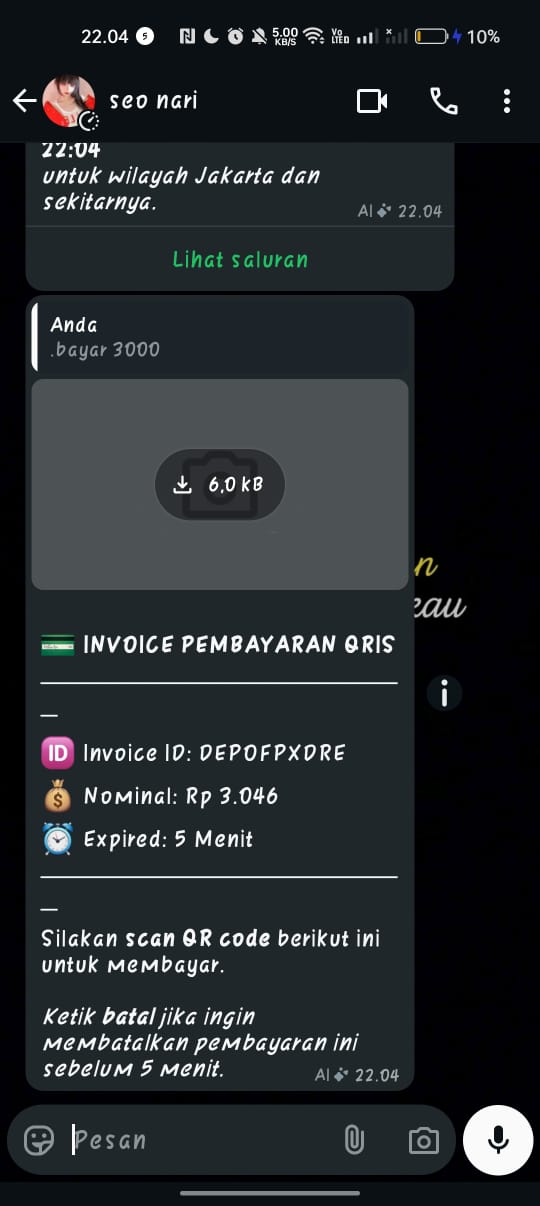 22.04
5.00 KB/S
Vo LTED
10%
seo nari
22:04
untuk wilayah Jakarta dan
sekitarnya.
AI 22.04
Lihat saluran
Anda
.bayar 3000
6,0 kB
n
eau
INVOICE PEMBAYARAN QRIS
ID Invoice ID: DEPOFPXDRE
Nominal: Rp 3.046
Expired: 5 Menit
Silakan scan QR code berikut ini
untuk membayar.
Ketik batal jika ingin
membatalkan pembayaran ini
sebelum 5 menit.
AI 22.04
Pesan